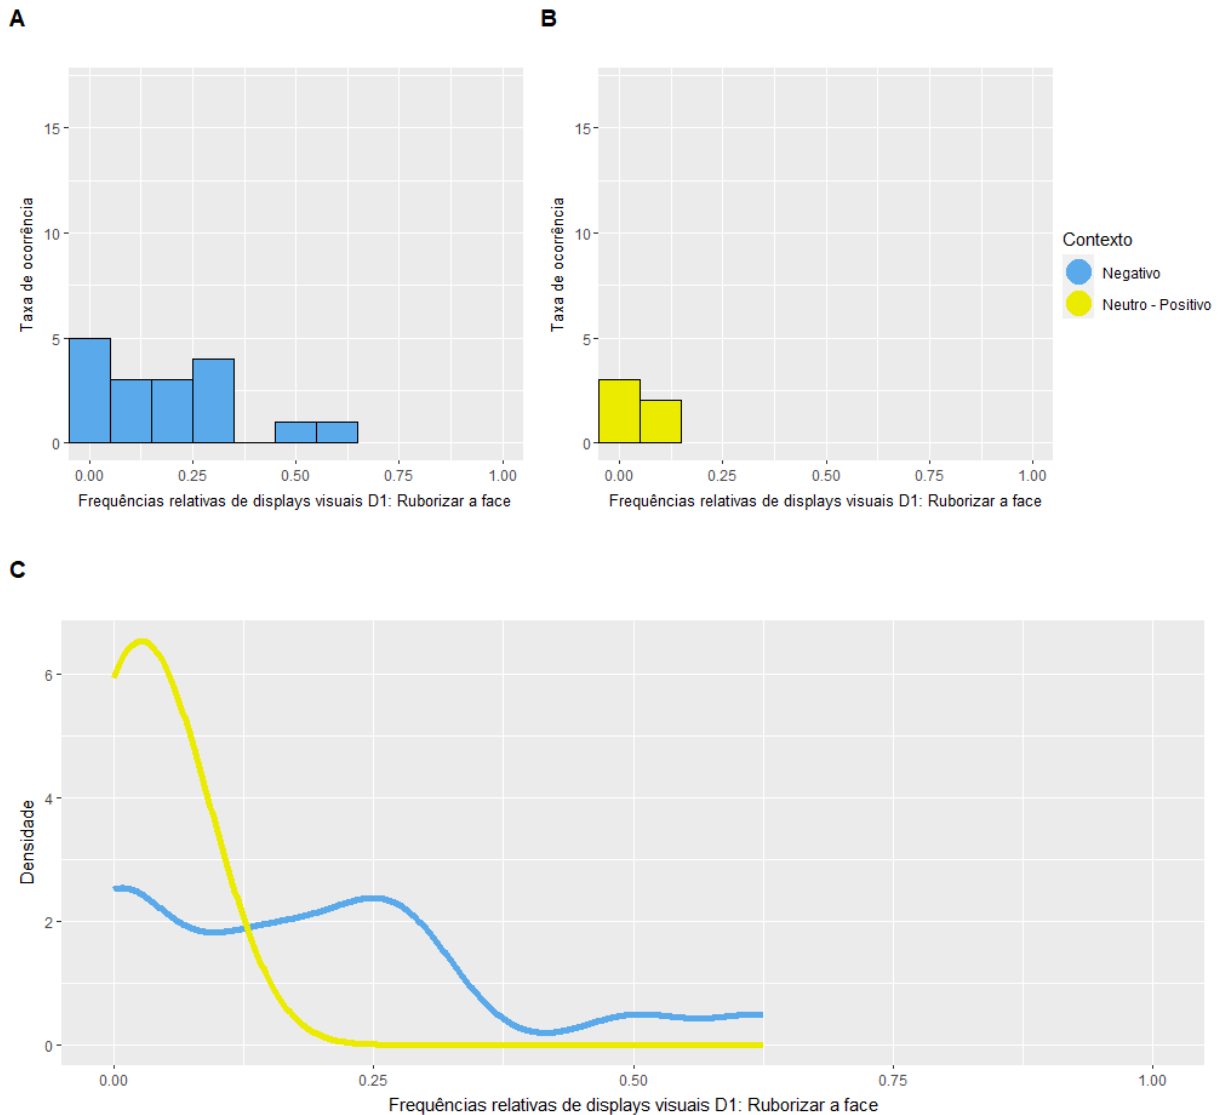 A
B
15
10
5
0
Taxa de ocorrência
0.00 0.25 0.50 0.75 1.00
Frequências relativas de displays visuais D1: Ruborizar a face
15
10
5
0
Taxa de ocorrência
0.00 0.25 0.50 0.75 1.00
Frequências relativas de displays visuais D1: Ruborizar a face
Contexto
Negativo
Neutro - Positivo
C
6
4
2
0
Densidade
0.00 0.25 0.50 0.75 1.00
Frequências relativas de displays visuais D1: Ruborizar a face